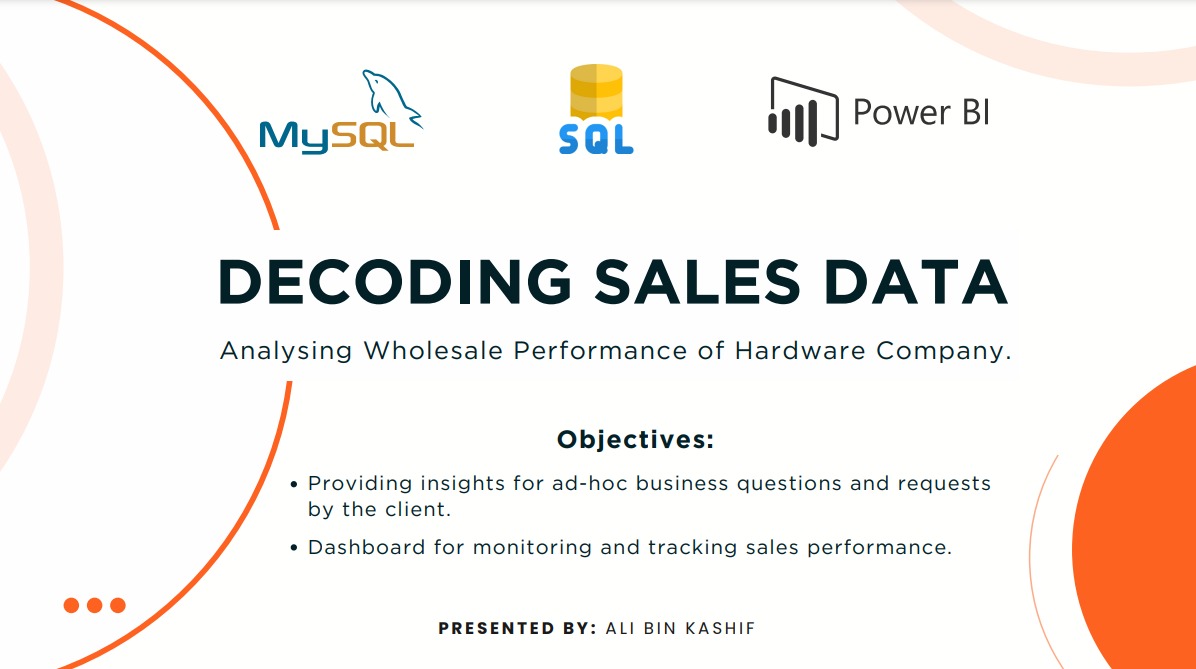 MySQL
SQL
Power BI
DECODING SALES DATA
Analysing Wholesale Performance of Hardware Company.
Objectives:
• Providing insights for ad-hoc business questions and requests
by the client.
• Dashboard for monitoring and tracking sales performance.
PRESENTED BY: ALI BIN KASHIF